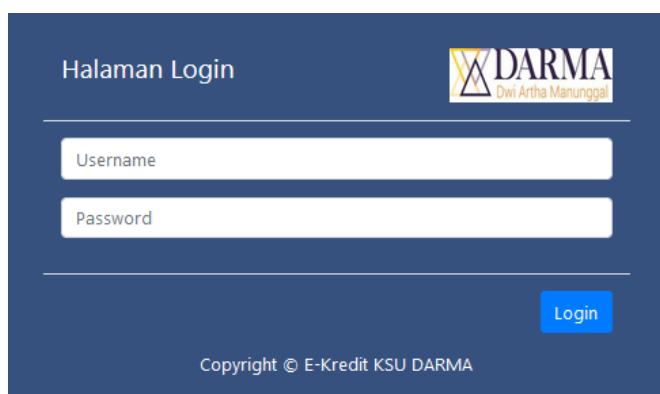 Halaman Login
DARMA
Dwi Artha Manunggal
Username
Password
Login
Copyright © E-Kredit KSU DARMA